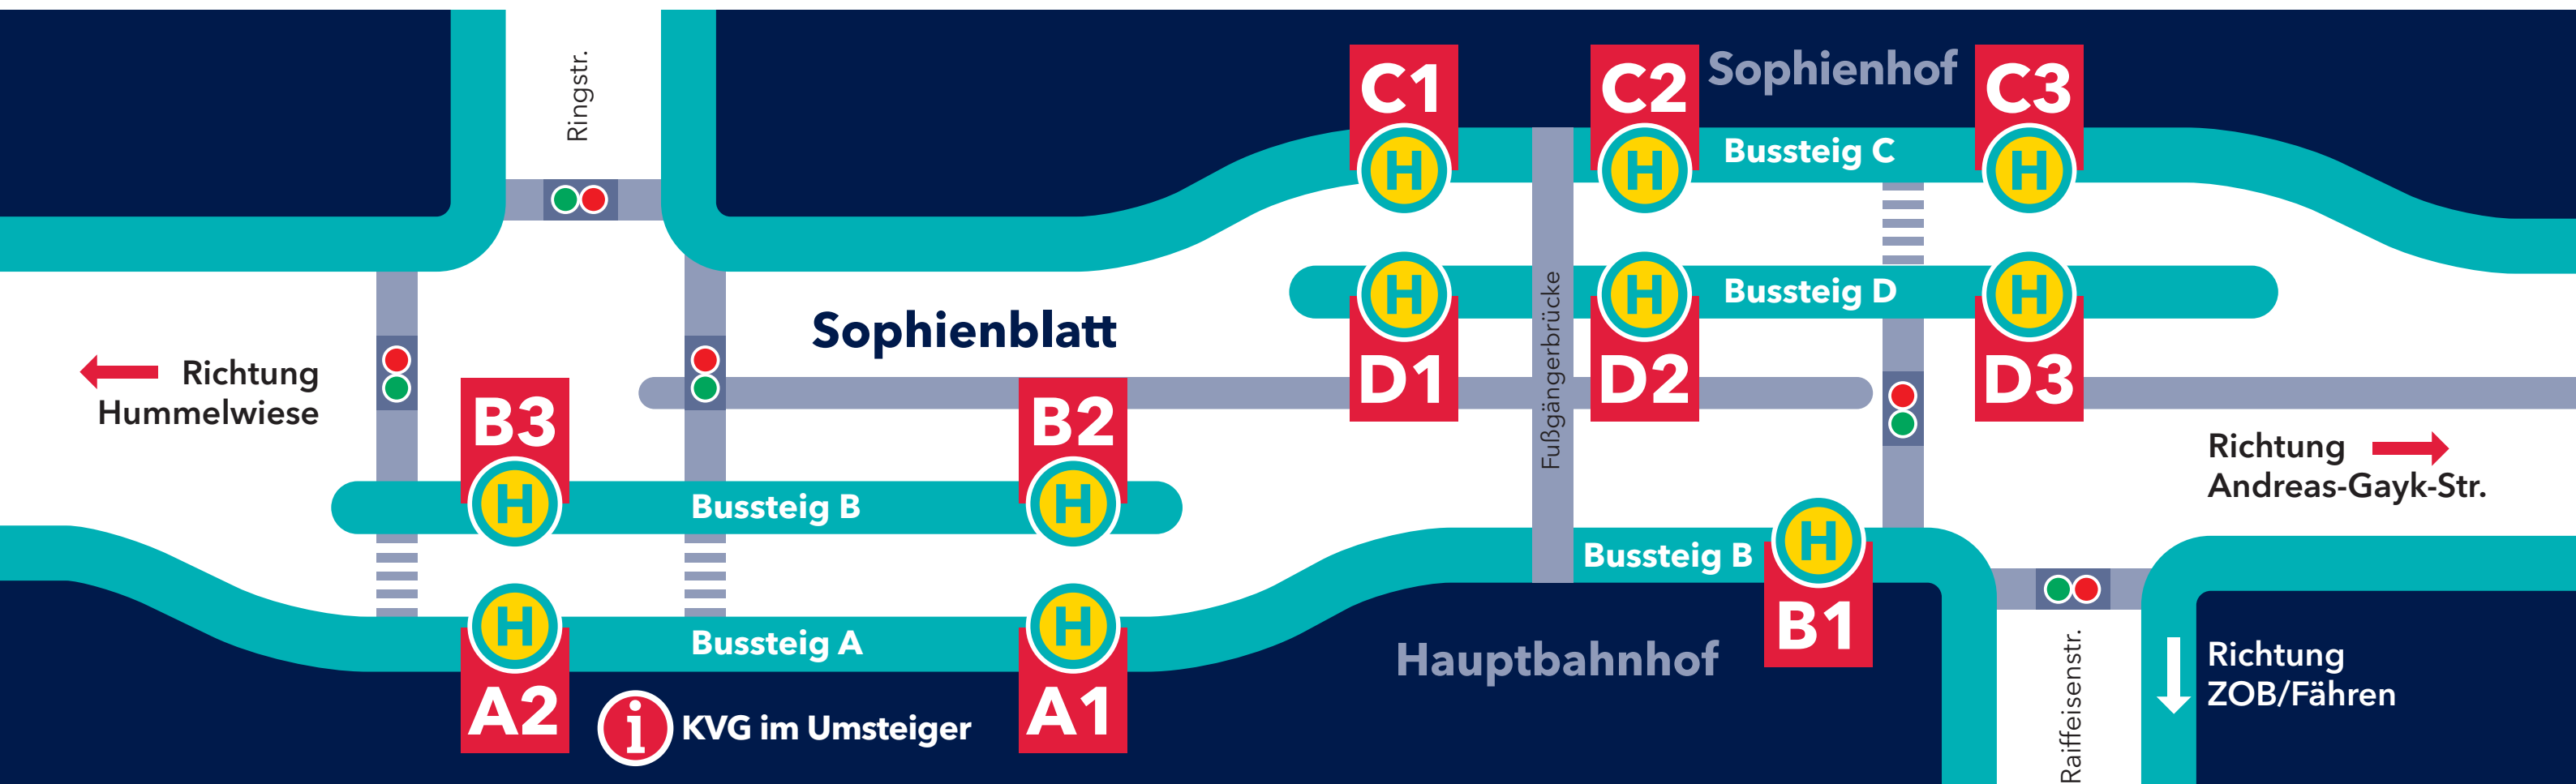 Ringstr.
C1
C2
Sophienhof
C3
H
H
H
Bussteig C
H
H
H
Bussteig D
Sophienblatt
D1
Fußgängerbrücke
D2
D3
Richtung
Hummelwiese
B3
B2
Richtung
Andreas-Gayk-Str.
H
Bussteig B
H
Bussteig B
H
B1
H
Bussteig A
H
Hauptbahnhof
A2
i
KVG im Umsteiger
A1
Raiffeisenstr.
Richtung
ZOB/Fähren